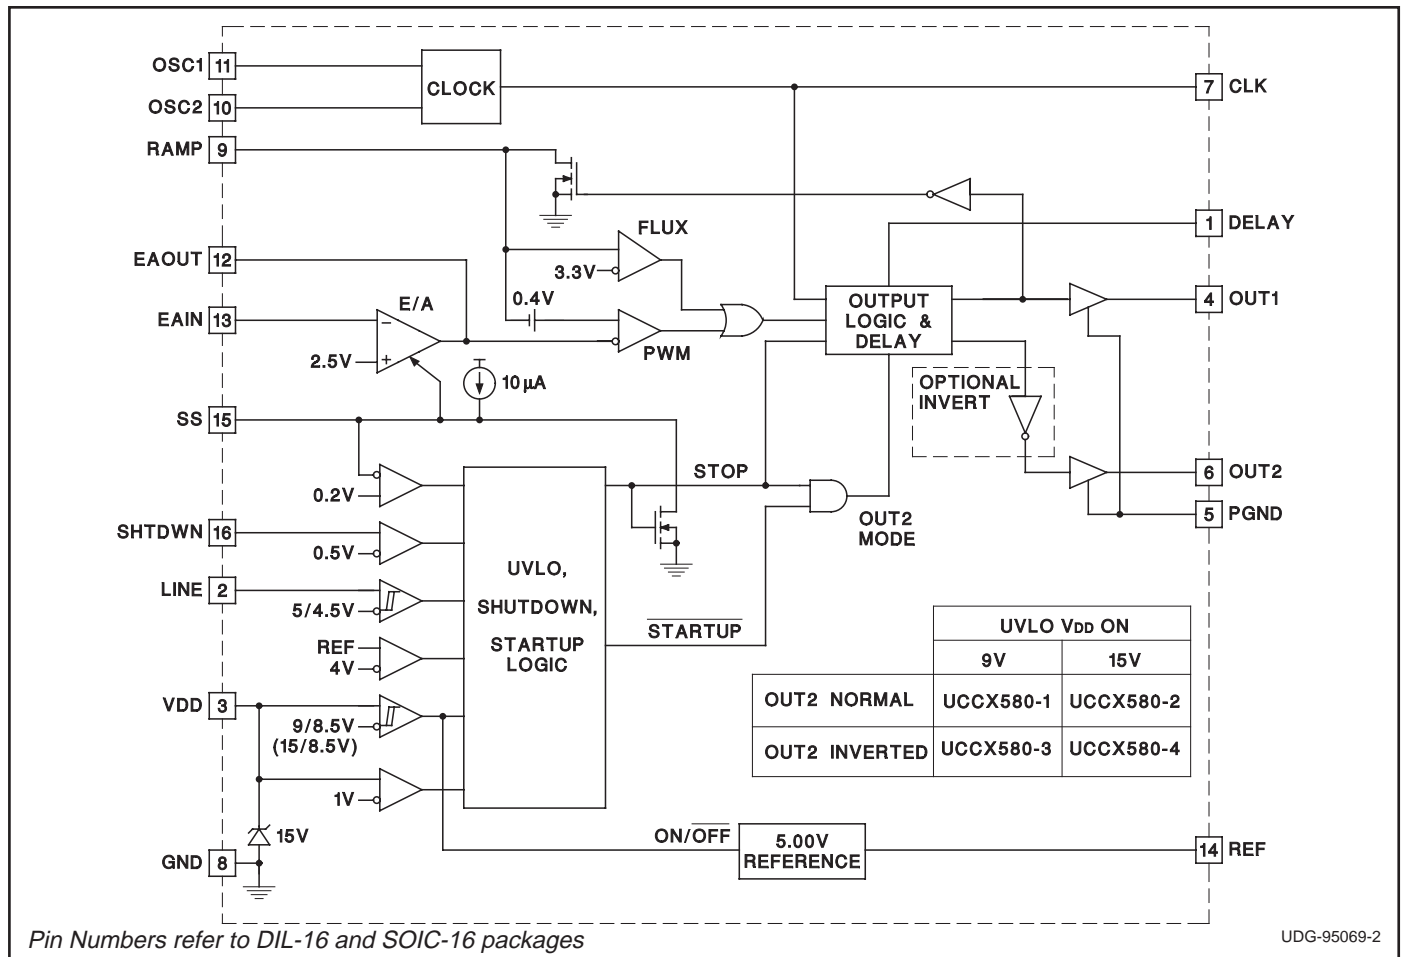 OSC1 11
CLOCK
7 CLK
OSC2 10
RAMP 9
1 DELAY
FLUX
EAOUT 12
3.3V
0.4V
E/A
OUTPUT
LOGIC &
DELAY
4 OUT1
EAIN 13
PWM
2.5V
10 µA
OPTIONAL
INVERT
SS 15
STOP
6 OUT2
0.2V
5 PGND
OUT2
MODE
SHTDWN 16
0.5V
UVLO,
SHUTDOWN,
STARTUP
LOGIC
LINE 2
5/4.5V
STARTUP
REF
4V
UVLO VDD ON
9V 15V
OUT2 NORMAL UCCX580-1 UCCX580-2
OUT2 INVERTED UCCX580-3 UCCX580-4
VDD 3
9/8.5V
(15/8.5V)
1V
15V
ON/OFF
5.00V
REFERENCE
14 REF
GND 8
Pin Numbers refer to DIL-16 and SOIC-16 packages
UDG-95069-2